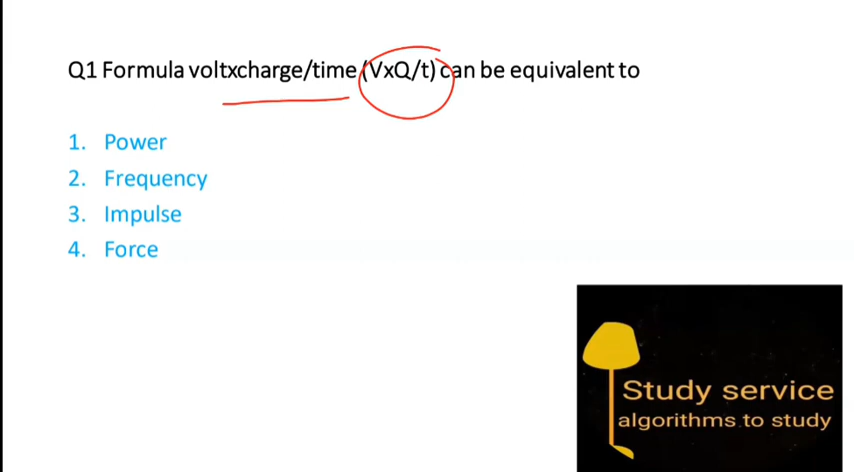 Q1 Formula voltxcharge/time (VxQ/t) can be equivalent to
1. Power
2. Frequency
3. Impulse
4. Force
Study service
algorithms to study